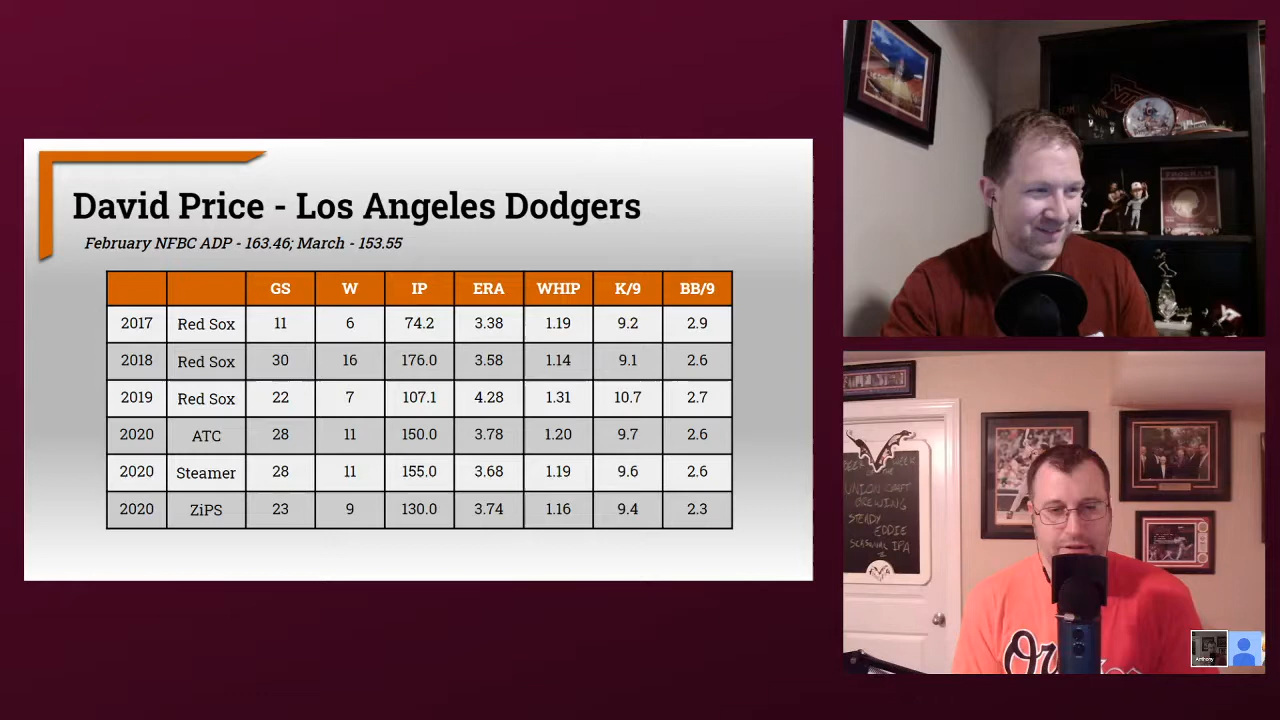 David Price - Los Angeles Dodgers
February NFBC ADP - 163.46; March - 153.55
GS W IP ERA WHIP K/9 BB/9
2017 Red Sox 11 6 74.2 3.38 1.19 9.2 2.9
2018 Red Sox 30 16 176.0 3.58 1.14 9.1 2.6
2019 Red Sox 22 7 107.1 4.28 1.31 10.7 2.7
2020 ATC 28 11 150.0 3.78 1.20 9.7 2.6
2020 Steamer 28 11 155.0 3.68 1.19 9.6 2.6
2020 ZiPS 23 9 130.0 3.74 1.16 9.4 2.3
VT
UNION CRAFT
BREWING
STEADY
EDDIE
SEASONAL IPA
Anthony